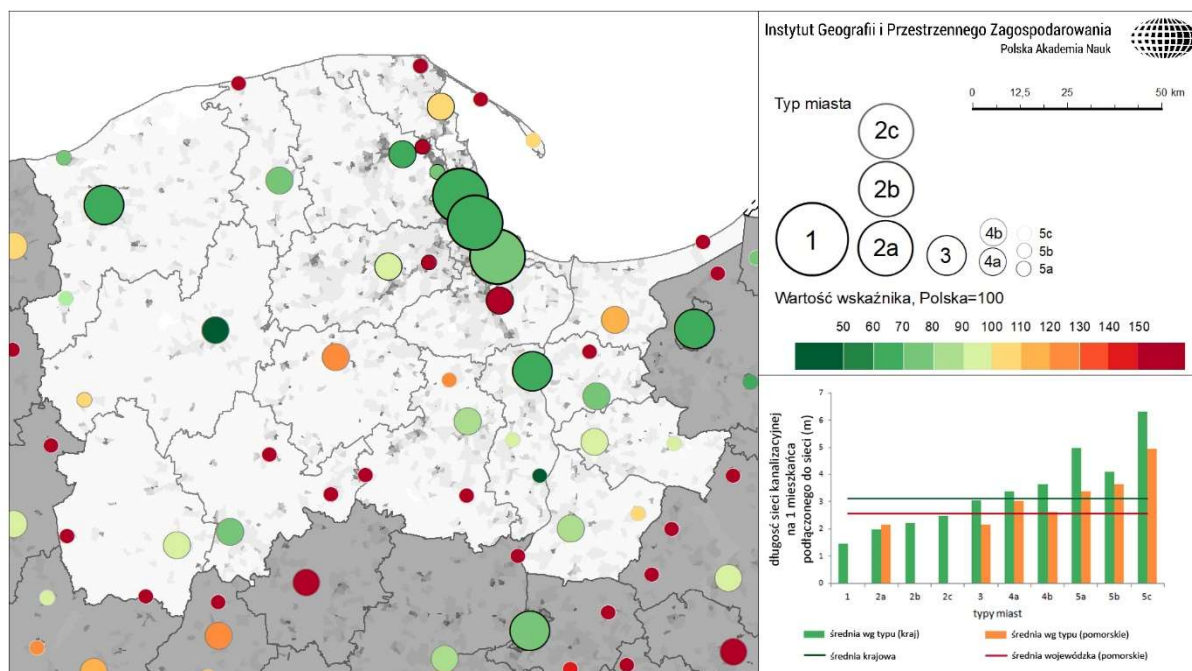 Instytut Geografii i Przestrzennego Zagospodarowania
Polska Akademia Nauk
0 12,5 25 50 km
Typ miasta
2c
2b
1
2a
3
4b
4a
5c
5b
5a
Wartość wskaźnika, Polska=100
50 60 70 80 90 100 110 120 130 140 150
długość sieci kanalizacyjnej
na 1 mieszkańca
podłączonego do sieci (m)
7
6
5
4
3
2
1
0
1 2a 2b 2c 3 4a 4b 5a 5b 5c
typy miast
średnia wg typu (kraj)
średnia wg typu (pomorskie)
średnia krajowa
średnia wojewódzka (pomorskie)